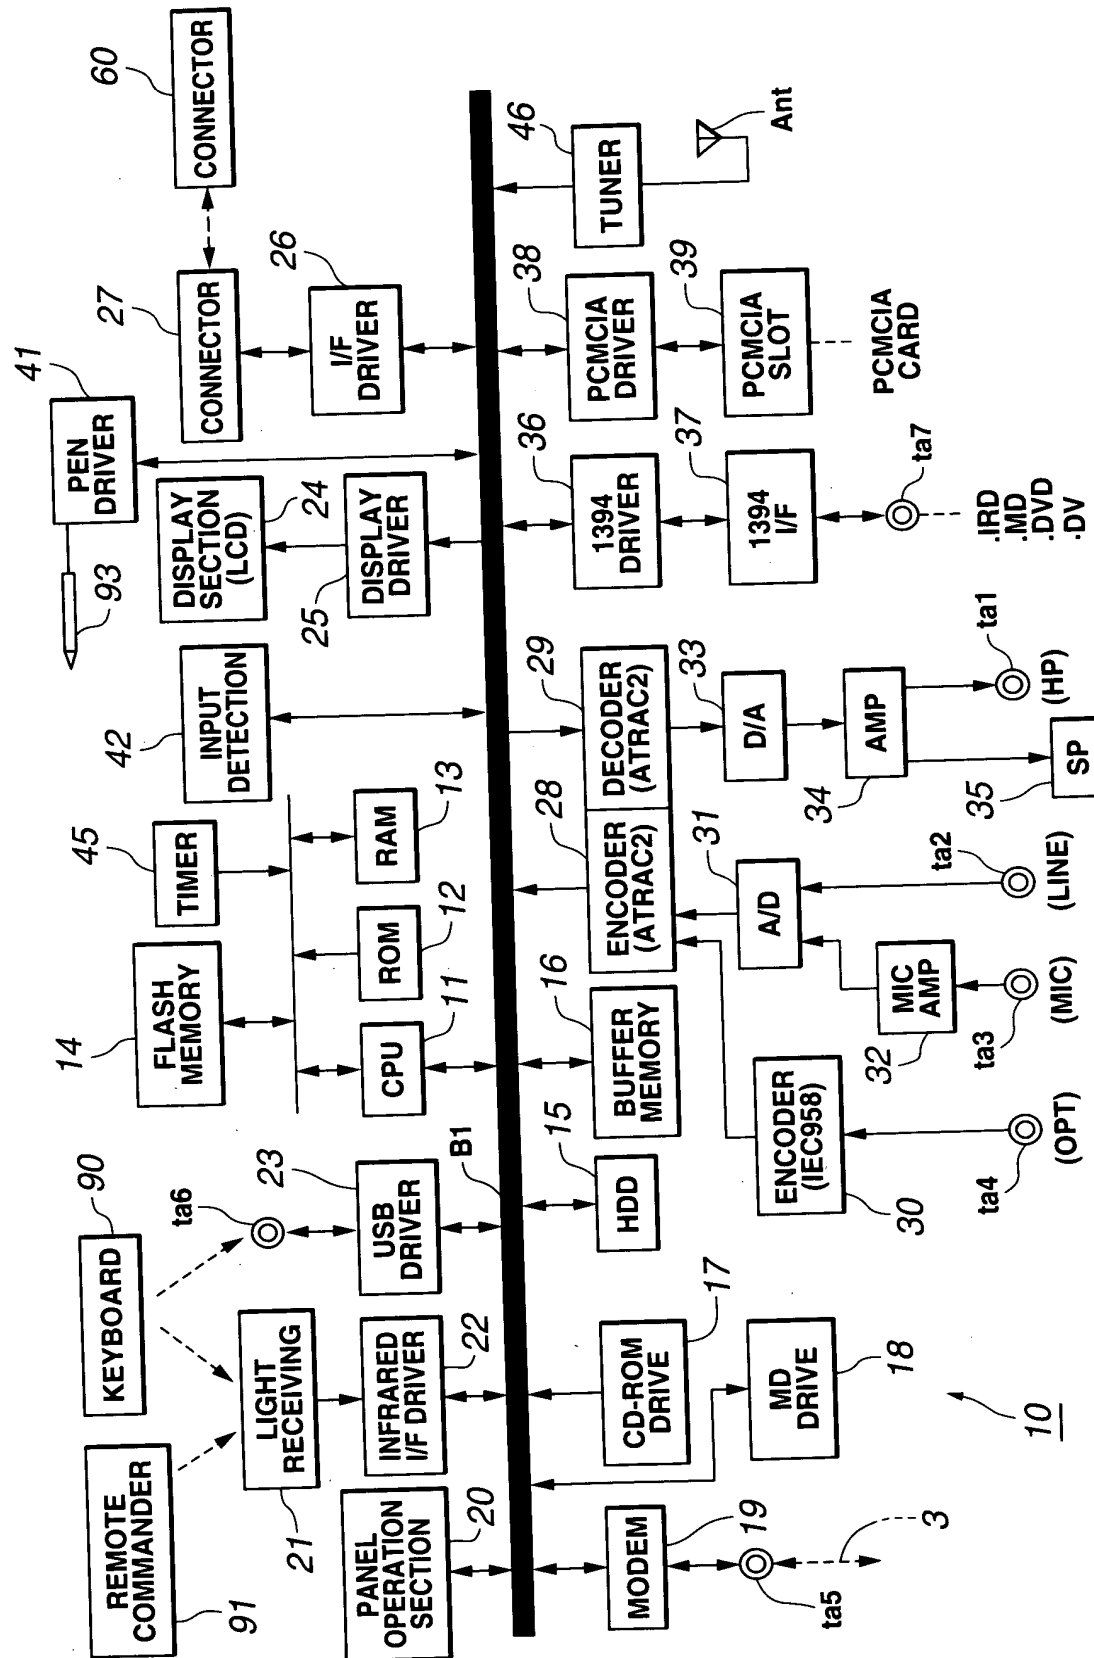 REMOTE
COMMANDER
91
KEYBOARD
90
LIGHT
RECEIVING
21
ta6
PANEL
OPERATION
SECTION
20
INFRARED
I/F DRIVER
22
USB
DRIVER
23
B1
FLASH
MEMORY
14
TIMER
45
CPU
11
ROM
12
RAM
13
INPUT
DETECTION
42
93
PEN
DRIVER
41
DISPLAY
SECTION
(LCD)
24
DISPLAY
DRIVER
25
CONNECTOR
27
I/F
DRIVER
26
CONNECTOR
60
MODEM
19
ta5
3
CD-ROM
DRIVE
17
MD
DRIVE
18
10
HDD
15
BUFFER
MEMORY
16
ENCODER
(ATRAC2)
28
DECODER
(ATRAC2)
29
ENCODER
(IEC958)
30
A/D
31
MIC
AMP
32
D/A
33
AMP
34
SP
35
ta4
(OPT)
ta3
(MIC)
ta2
(LINE)
ta1
(HP)
1394
DRIVER
36
1394
I/F
37
ta7
.IRD
.MD
.DVD
.DV
PCMCIA
DRIVER
38
PCMCIA
SLOT
39
PCMCIA
CARD
TUNER
46
Ant